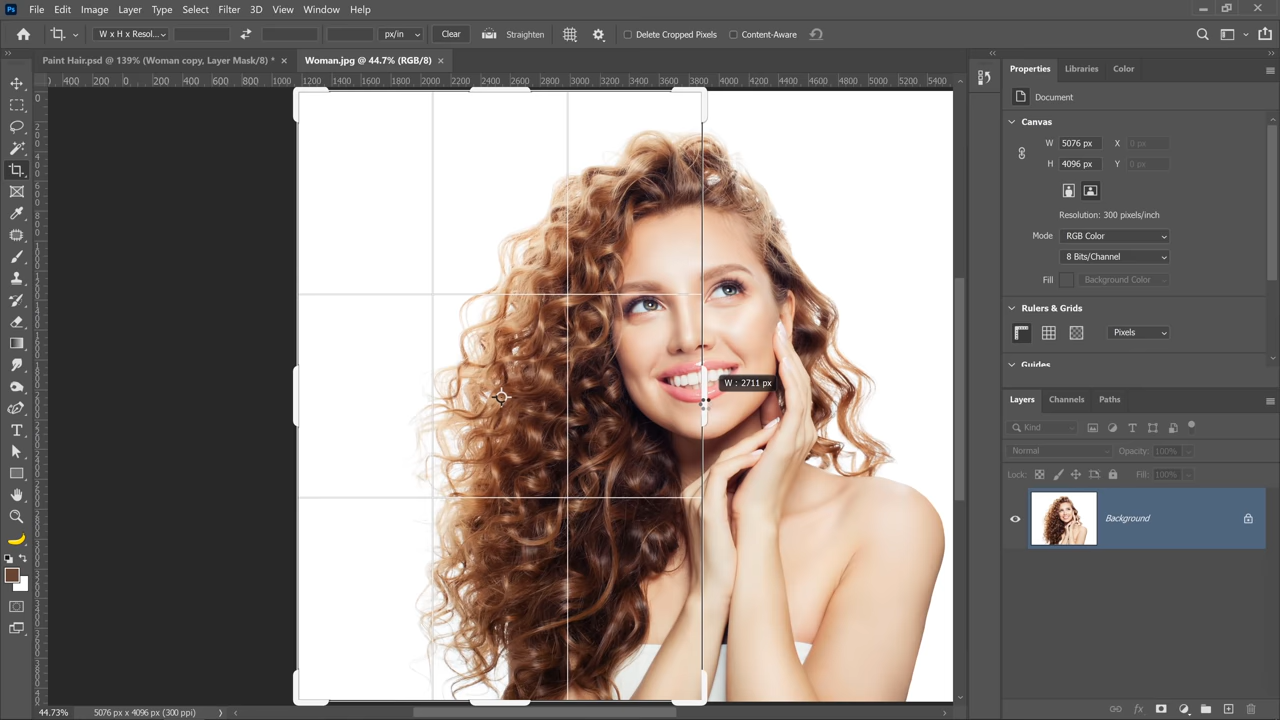 Ps File Edit Image Layer Type Select Filter 3D View Window Help
W x H x Resol... px/in Clear Straighten Delete Cropped Pixels Content-Aware
Paint Hair.psd @ 139% (Woman copy, Layer Mask/8) * × Woman.jpg @ 44.7% (RGB/8) ×
400 200 0 200 400 600 800 1000 1200 1400 1600 1800 2000 2200 2400 2600 2800 3000 3200 3400 3600 3800 4000 4200 4400 4600 4800 5000 5200 5400
Properties Libraries Color
Document
Canvas
W 5076 px X 0 px
H 4096 px Y 0 px
Resolution: 300 pixels/inch
Mode RGB Color
8 Bits/Channel
Fill Background Color
Rulers & Grids
Pixels
Guides
W : 2711 px
Layers Channels Paths
Kind
Normal Opacity: 100%
Lock: Fill: 100%
Background
44.73% 5076 px x 4096 px (300 ppi)